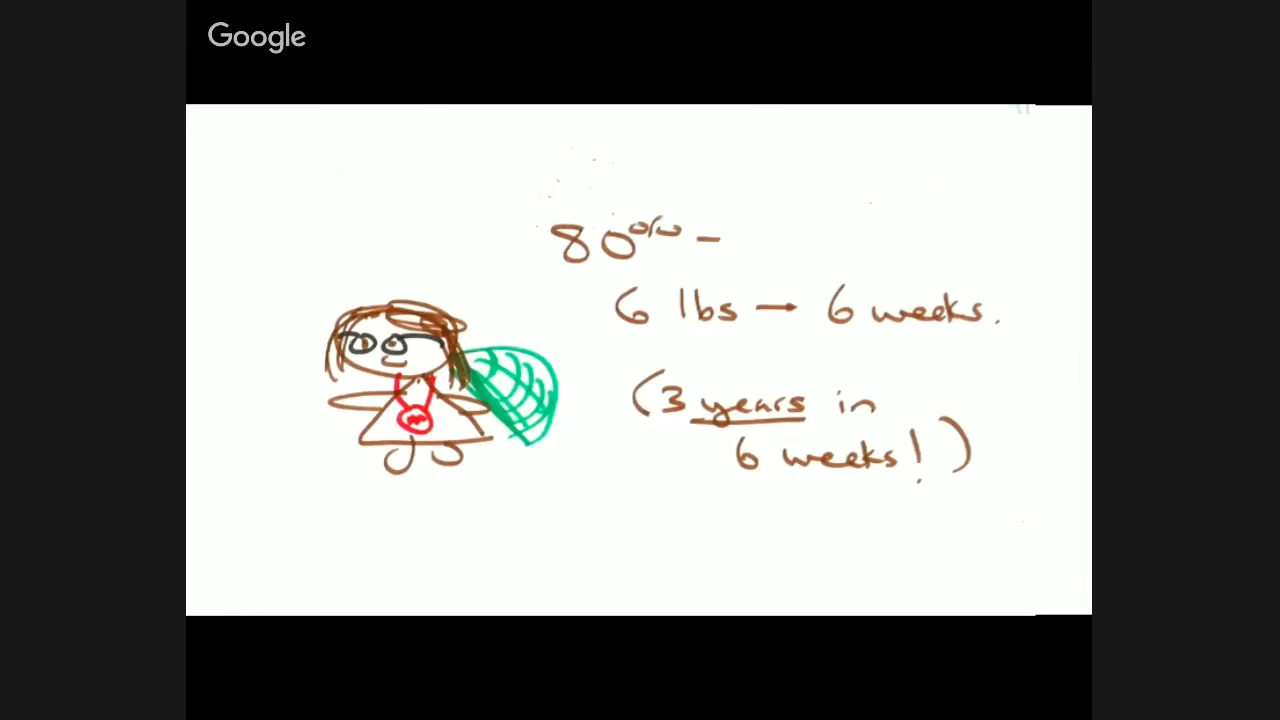 Google
80% -
6 lbs → 6 weeks.
(3 years in
6 weeks!)